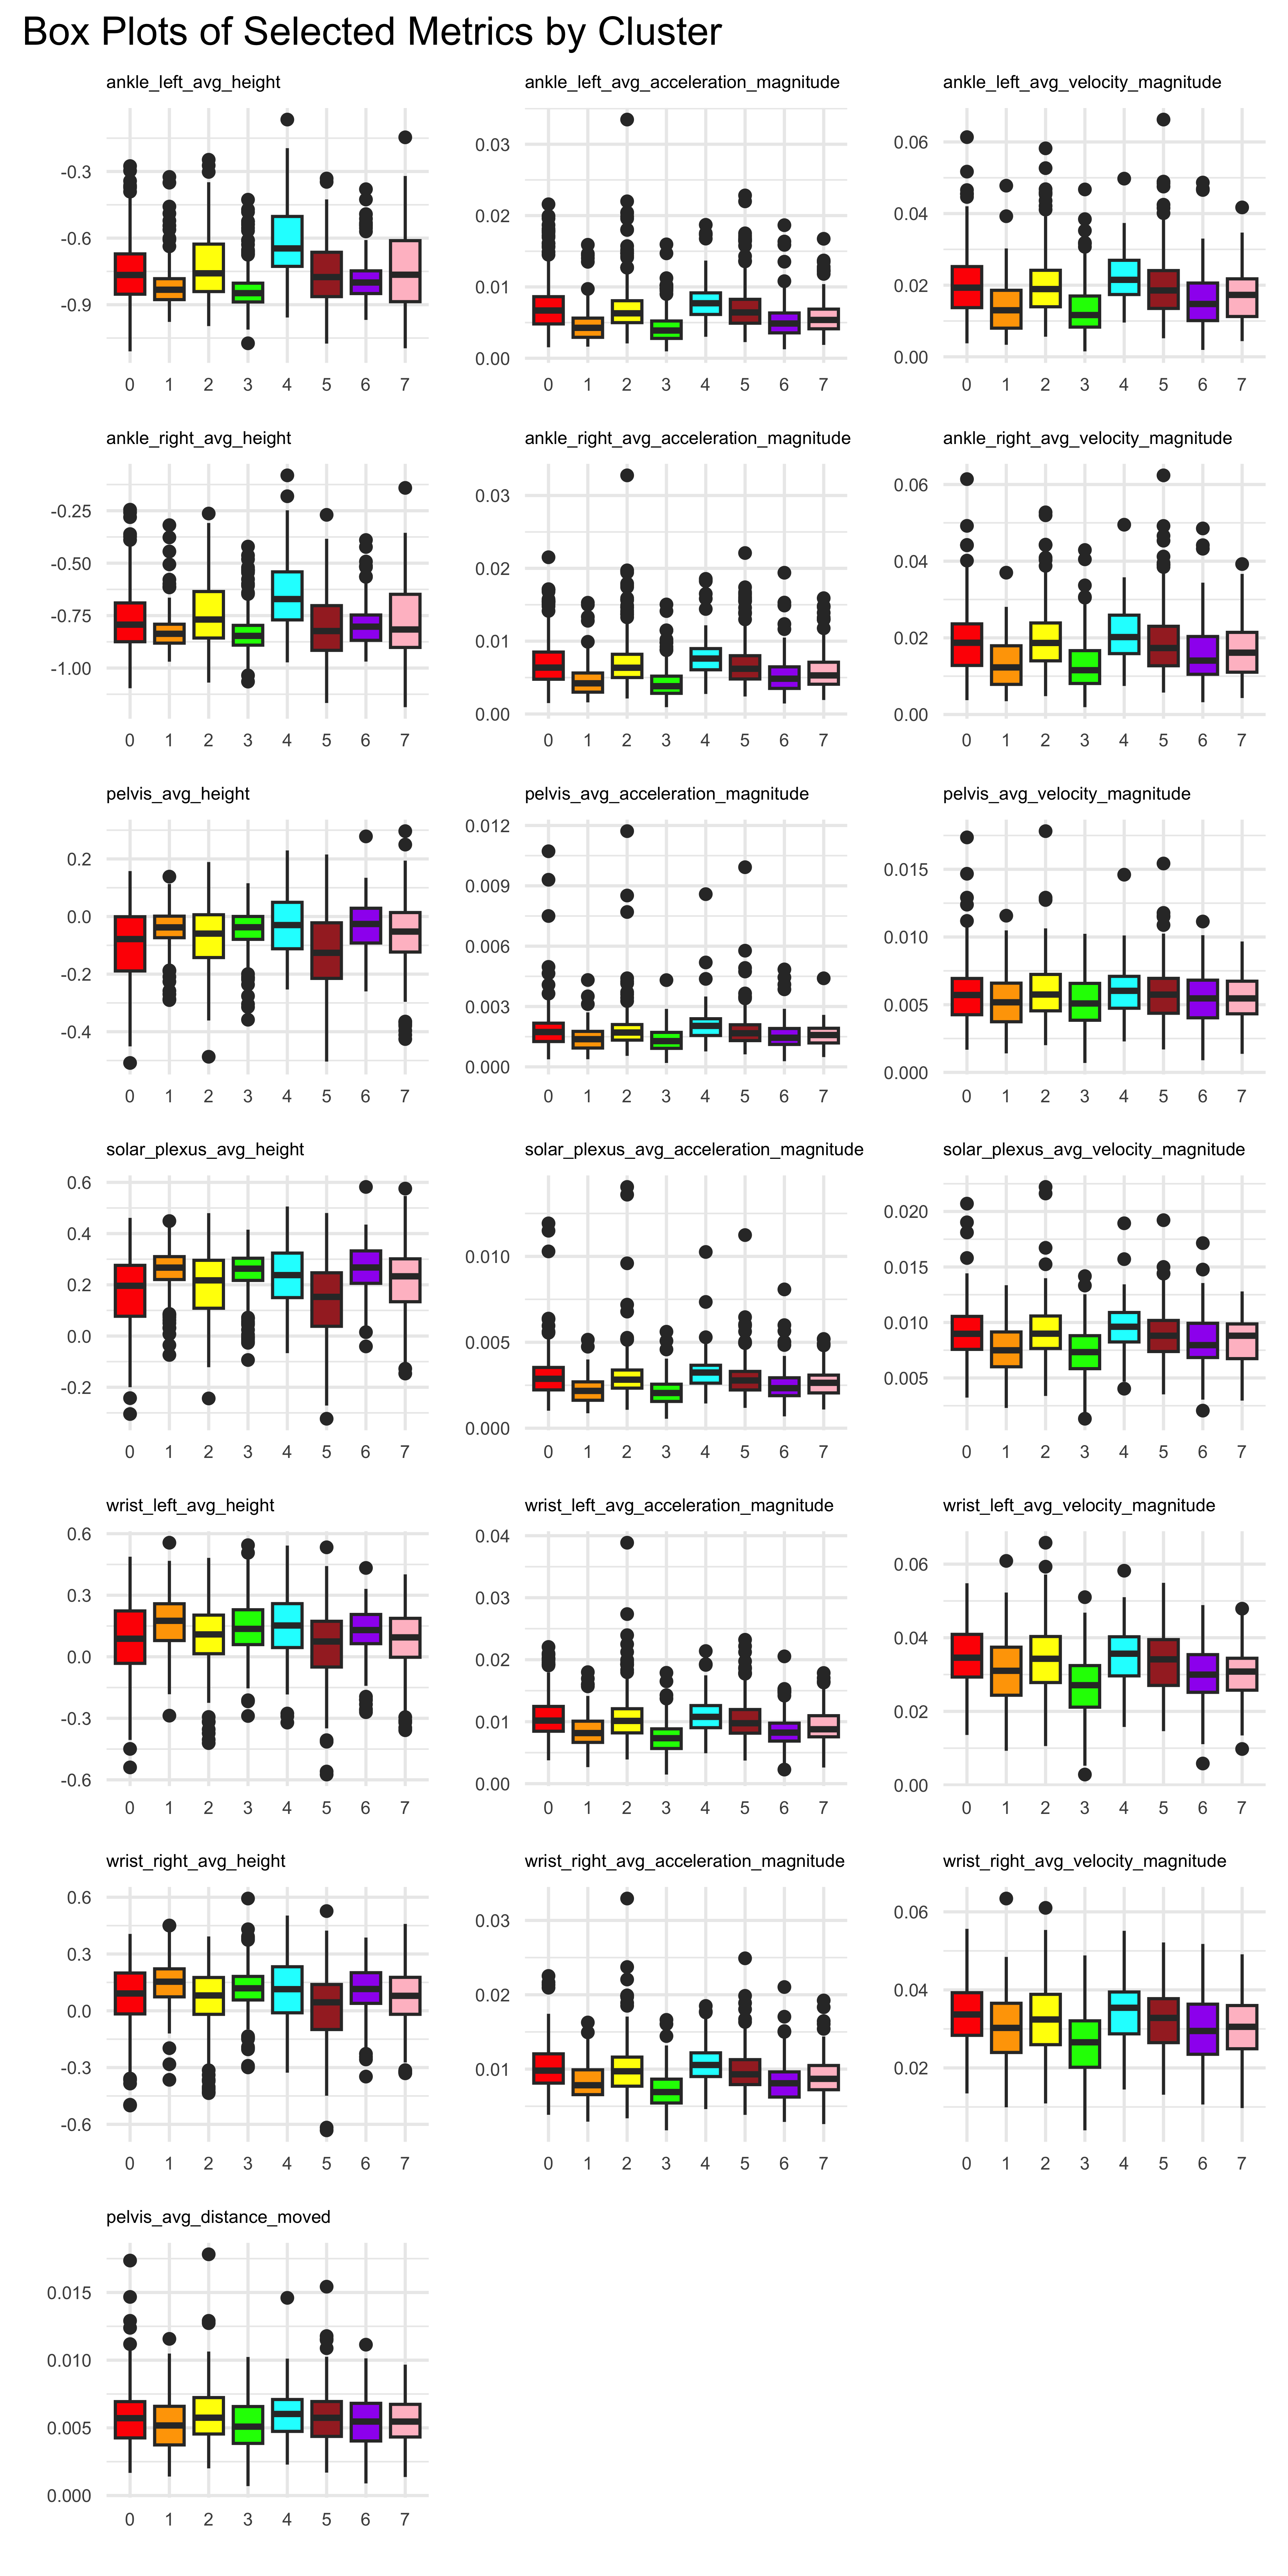 Box Plots of Selected Metrics by Cluster
ankle_left_avg_height
-0.3
-0.6
-0.9
0 1 2 3 4 5 6 7
ankle_left_avg_acceleration_magnitude
0.03
0.02
0.01
0.00
0 1 2 3 4 5 6 7
ankle_left_avg_velocity_magnitude
0.06
0.04
0.02
0.00
0 1 2 3 4 5 6 7
ankle_right_avg_height
-0.25
-0.50
-0.75
-1.00
0 1 2 3 4 5 6 7
ankle_right_avg_acceleration_magnitude
0.03
0.02
0.01
0.00
0 1 2 3 4 5 6 7
ankle_right_avg_velocity_magnitude
0.06
0.04
0.02
0.00
0 1 2 3 4 5 6 7
pelvis_avg_height
0.2
0.0
-0.2
-0.4
0 1 2 3 4 5 6 7
pelvis_avg_acceleration_magnitude
0.012
0.009
0.006
0.003
0.000
0 1 2 3 4 5 6 7
pelvis_avg_velocity_magnitude
0.015
0.010
0.005
0.000
0 1 2 3 4 5 6 7
solar_plexus_avg_height
0.6
0.4
0.2
0.0
-0.2
0 1 2 3 4 5 6 7
solar_plexus_avg_acceleration_magnitude
0.010
0.005
0.000
0 1 2 3 4 5 6 7
solar_plexus_avg_velocity_magnitude
0.020
0.015
0.010
0.005
0 1 2 3 4 5 6 7
wrist_left_avg_height
0.6
0.3
0.0
-0.3
-0.6
0 1 2 3 4 5 6 7
wrist_left_avg_acceleration_magnitude
0.04
0.03
0.02
0.01
0.00
0 1 2 3 4 5 6 7
wrist_left_avg_velocity_magnitude
0.06
0.04
0.02
0.00
0 1 2 3 4 5 6 7
wrist_right_avg_height
0.6
0.3
0.0
-0.3
-0.6
0 1 2 3 4 5 6 7
wrist_right_avg_acceleration_magnitude
0.03
0.02
0.01
0 1 2 3 4 5 6 7
wrist_right_avg_velocity_magnitude
0.06
0.04
0.02
0 1 2 3 4 5 6 7
pelvis_avg_distance_moved
0.015
0.010
0.005
0.000
0 1 2 3 4 5 6 7